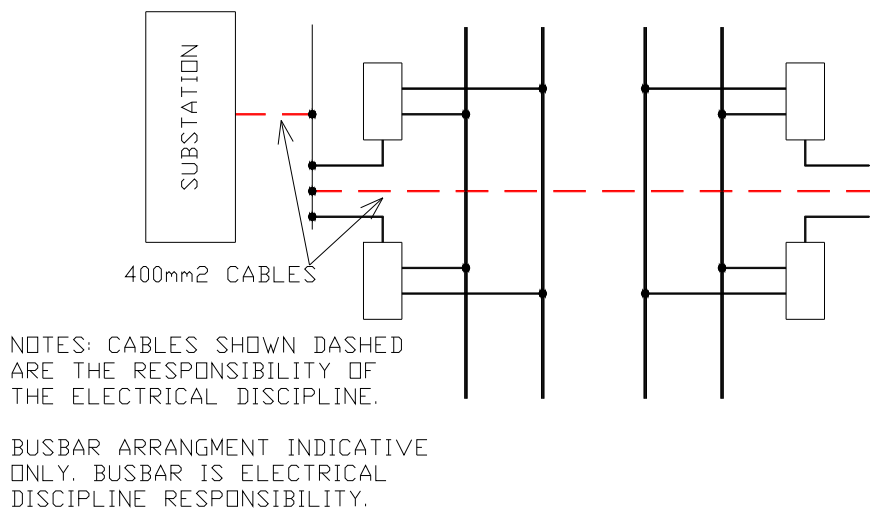 SUBSTATION
400mm2 CABLES
NOTES: CABLES SHOWN DASHED
ARE THE RESPONSIBILITY OF
THE ELECTRICAL DISCIPLINE.
BUSBAR ARRANGMENT INDICATIVE
ONLY. BUSBAR IS ELECTRICAL
DISCIPLINE RESPONSIBILITY.